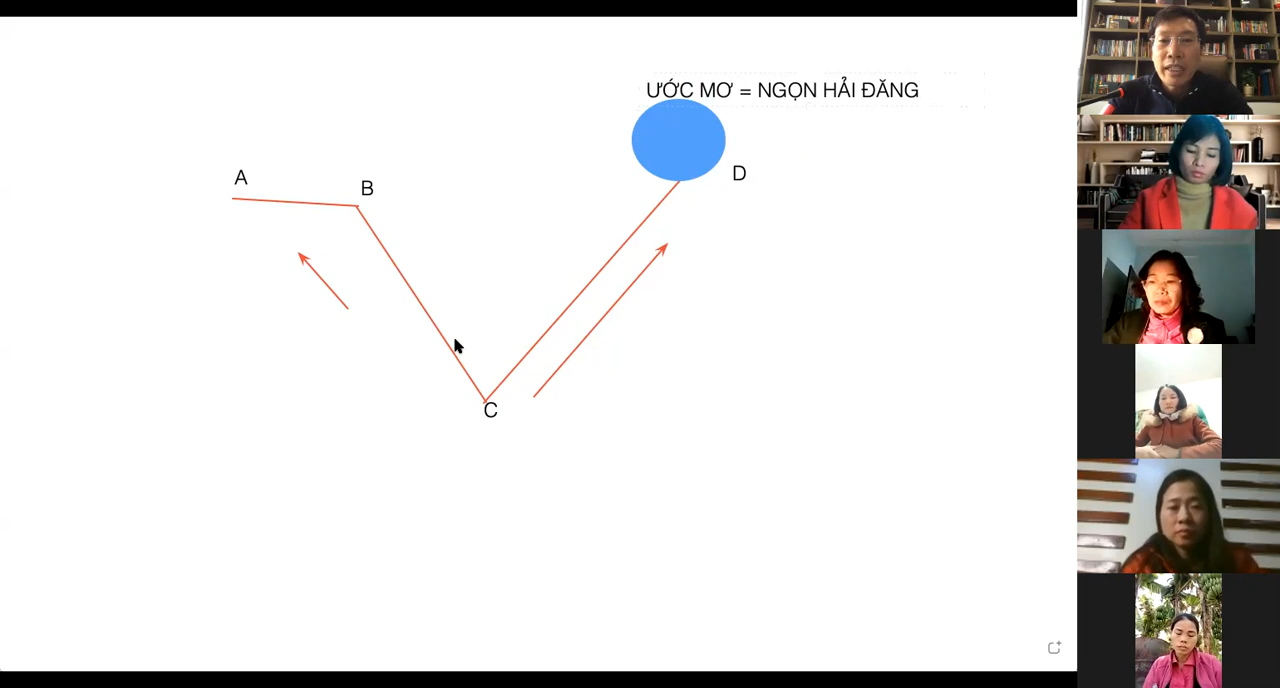 ƯỚC MƠ = NGỌN HẢI ĐĂNG
A
B
D
C